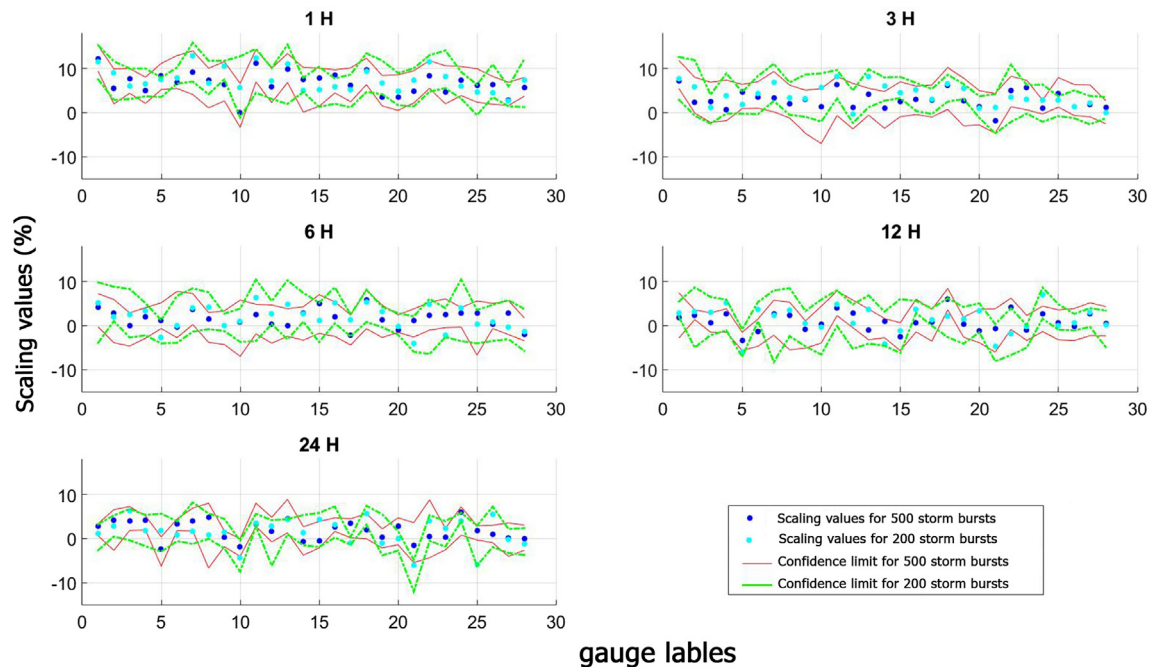 1 H
10
0
-10
0 5 10 15 20 25 30
3 H
10
0
-10
0 5 10 15 20 25 30
Scaling values (%)
6 H
10
0
-10
0 5 10 15 20 25 30
12 H
10
0
-10
0 5 10 15 20 25 30
24 H
10
0
-10
0 5 10 15 20 25 30
Scaling values for 500 storm bursts
Scaling values for 200 storm bursts
Confidence limit for 500 storm bursts
Confidence limit for 200 storm bursts
gauge lables